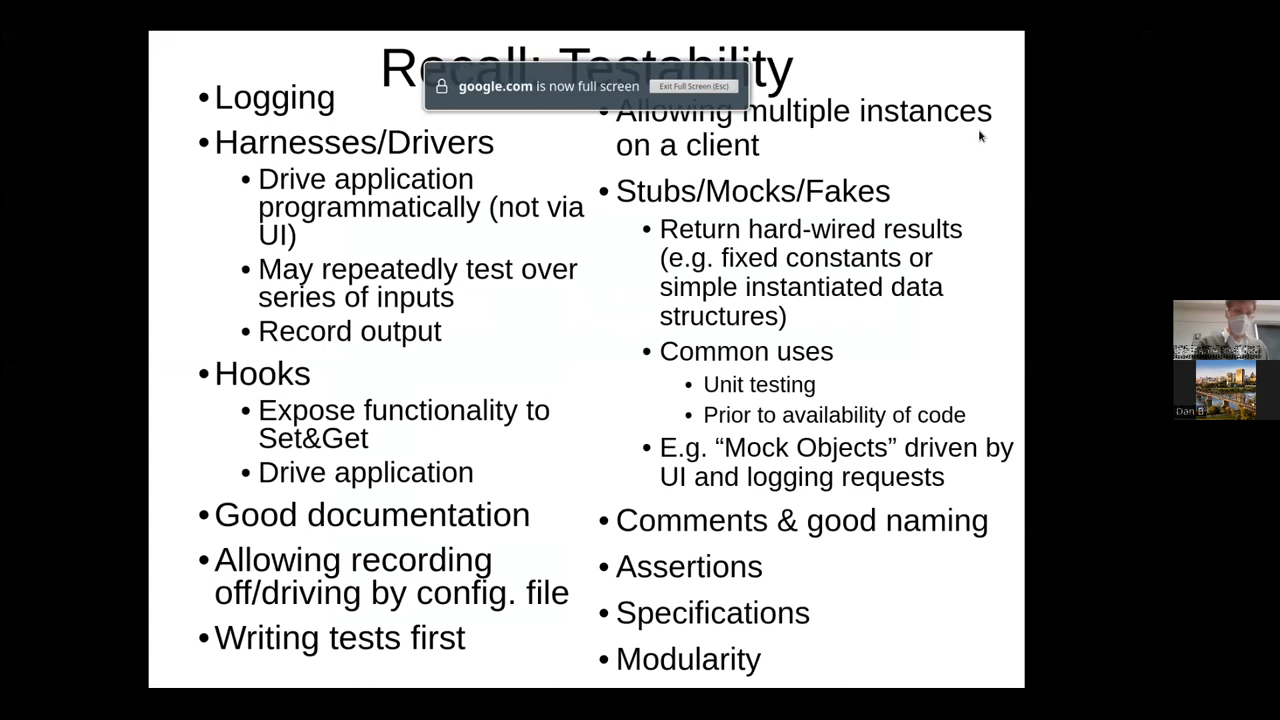 Recall: Testability
google.com is now full screen
Exit Full Screen (Esc)
•Logging
•Harnesses/Drivers
• Drive application
programmatically (not via
UI)
• May repeatedly test over
series of inputs
• Record output
•Hooks
• Expose functionality to
Set&Get
• Drive application
•Good documentation
•Allowing recording
off/driving by config. file
•Writing tests first
• Allowing multiple instances
on a client
• Stubs/Mocks/Fakes
• Return hard-wired results
(e.g. fixed constants or
simple instantiated data
structures)
• Common uses
• Unit testing
• Prior to availability of code
• E.g. “Mock Objects” driven by
UI and logging requests
• Comments & good naming
• Assertions
• Specifications
• Modularity